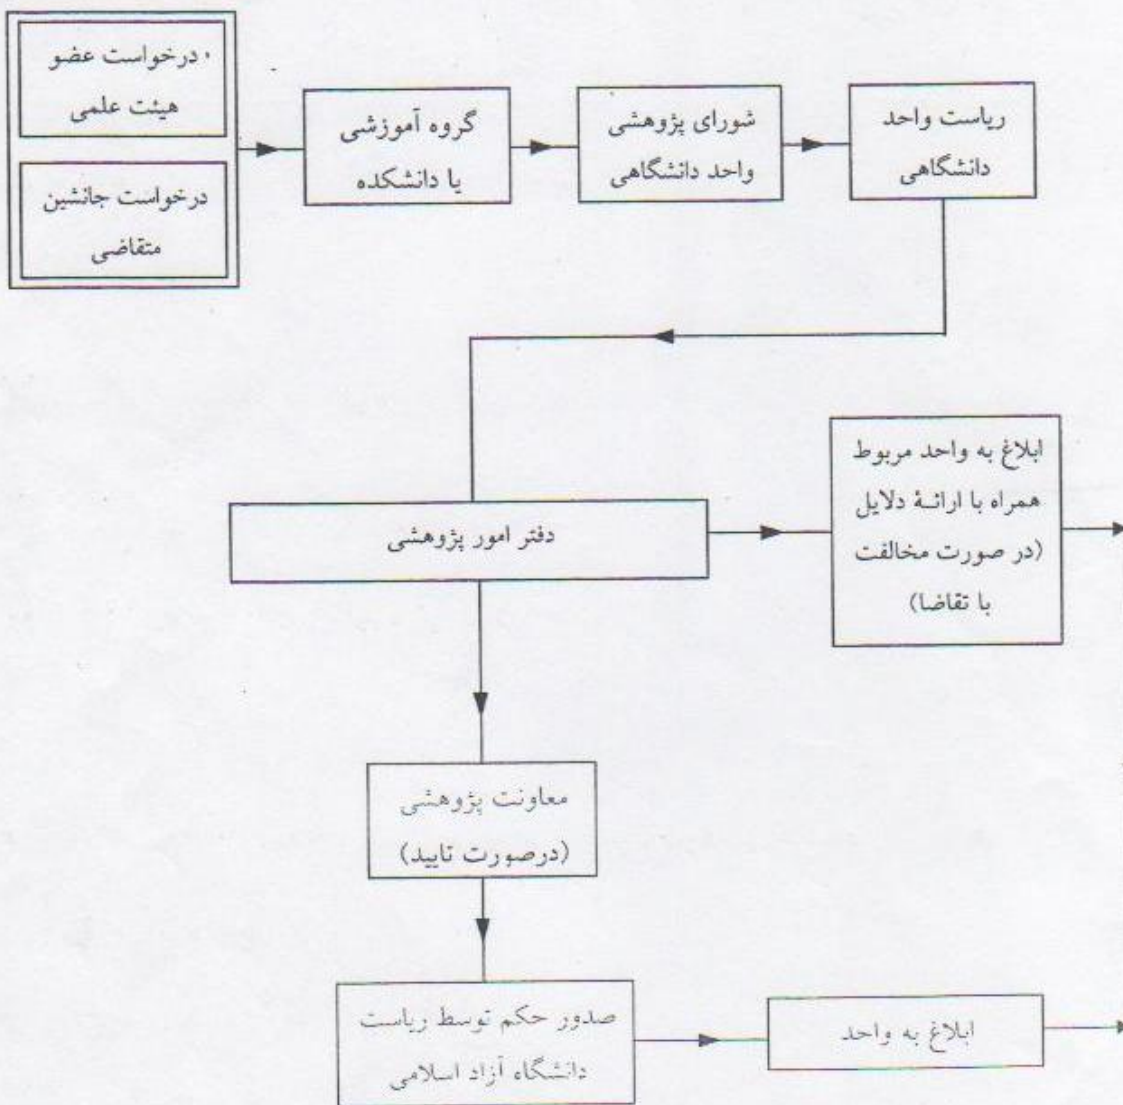 درخواست عضو
هیئت علمی
درخواست جانشین
متقاضی
گروه آموزشی
یا دانشکده
شورای پژوهشی
واحد دانشگاهی
ریاست واحد
دانشگاهی
دفتر امور پژوهشی
ابلاغ به واحد مربوط
همراه با ارائهٔ دلایل
(در صورت مخالفت
با تقاضا)
معاونت پژوهشی
(درصورت تایید)
صدور حکم توسط ریاست
دانشگاه آزاد اسلامی
ابلاغ به واحد